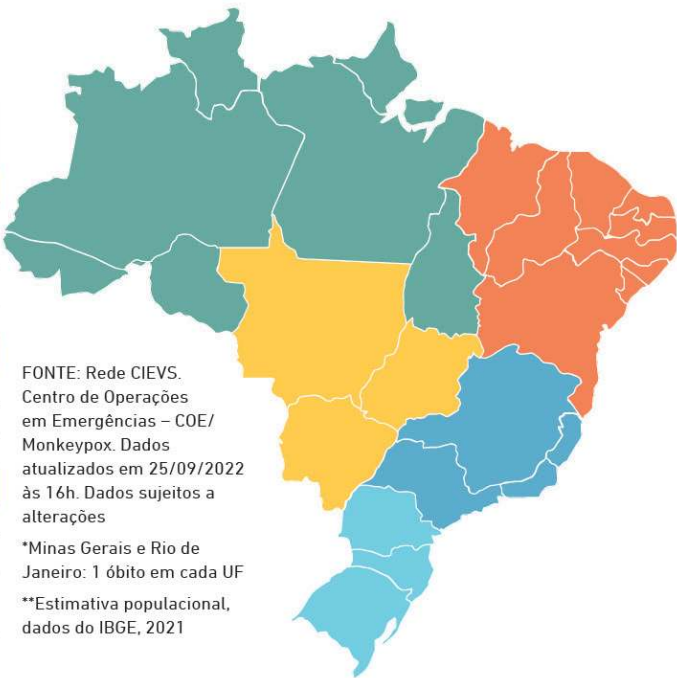 FONTE: Rede CIEVS.
Centro de Operações
em Emergências – COE/
Monkeypox. Dados
atualizados em 25/09/2022
às 16h. Dados sujeitos a
alterações
*Minas Gerais e Rio de
Janeiro: 1 óbito em cada UF
**Estimativa populacional,
dados do IBGE, 2021